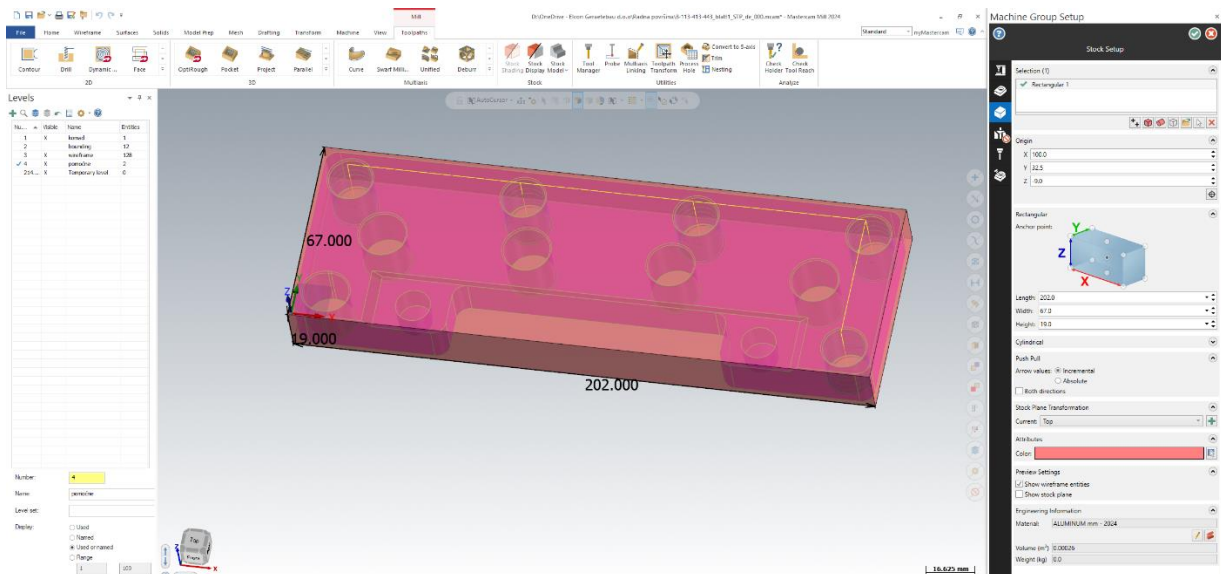 Mill
Mastercam Mill 2024
File Home Wireframe Surfaces Solids Model Prep Mesh Drafting Transform Machine View Toolpaths
Standard
myMastercam
Contour Drill Dynamic ... Face
2D
OptiRough Pocket Project Parallel
3D
Curve Swarf Milli... Unified Deburr
Multiaxis
Stock Shading Stock Display Stock Model
Stock
Tool Manager Probe Multiaxis Linking Toolpath Transform Process Hole
Convert to 5-axis
Trim
Nesting
Utilities
Check Holder Check Tool Reach
Analyze
AutoCursor
Levels
Nu... Visible Name Entities
1 X 1
2 bounding 12
3 X wireframe 128
4 X pomočne 2
X Temporary level 0
Number: 4
Name: pomočne
Level set:
Display: Used
Named
Used or named
Range
1
67.000
19.000
202.000
Z
X
Top
Front
Z
X
16.625 mm
Machine Group Setup
Stock Setup
Selection (1)
Rectangular 1
Origin
X 100.0
Y 32.5
Z 0.0
Rectangular
Anchor point:
Y
Z
X
Length: 202.0
Width: 67.0
Height: 19.0
Cylindrical
Push Pull
Arrow values: Incremental
Absolute
Both directions
Stock Plane Transformation
Current: Top
Attributes
Color:
Preview Settings
Show wireframe entities
Show stock plane
Engineering Information
Material: ALUMINUM mm - 2024
Volume (m³) 0.00026
Weight (kg) 0.0